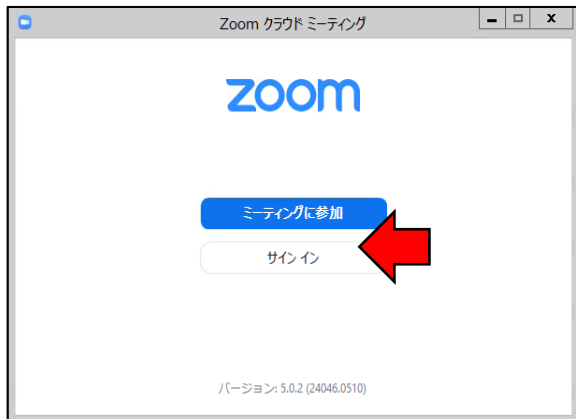 Zoom クラウド ミーティング
zoom
ミーティングに参加
サイン イン
バージョン: 5.0.2 (24046.0510)